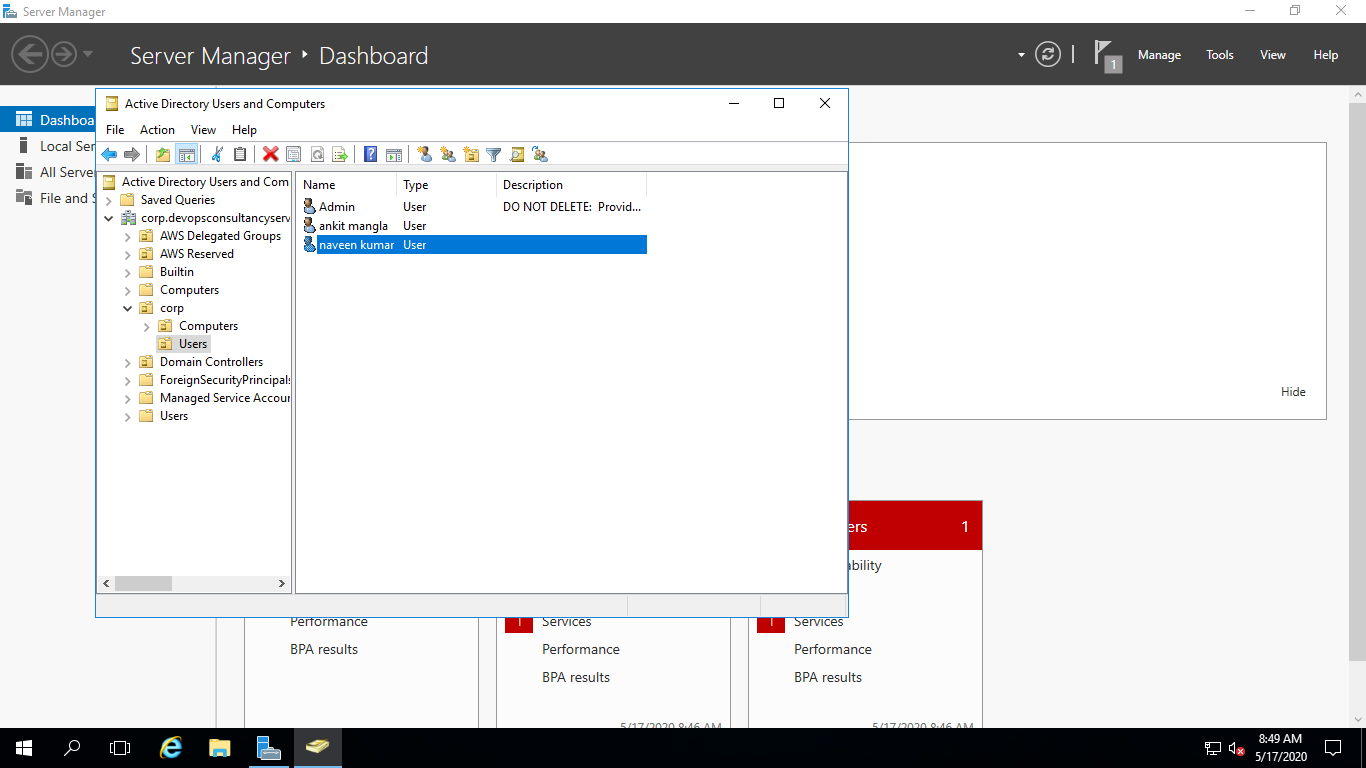 Server Manager
Server Manager Dashboard
1
Manage Tools View Help
Dashboa
Local Ser
All Server
File and S
Active Directory Users and Computers
File Action View Help
Active Directory Users and Com
Saved Queries
corp.devopsconsultancyserv
AWS Delegated Groups
AWS Reserved
Builtin
Computers
corp
Computers
Users
Domain Controllers
ForeignSecurityPrincipals
Managed Service Accoun
Users
Name Type Description
Admin User DO NOT DELETE: Provid...
ankit mangla User
naveen kumar User
Hide
ers 1
ability
Performance
BPA results
1 Services
Performance
BPA results
5/17/2020 8:46 AM
1 Services
Performance
BPA results
5/17/2020 8:46 AM
8:49 AM
5/17/2020